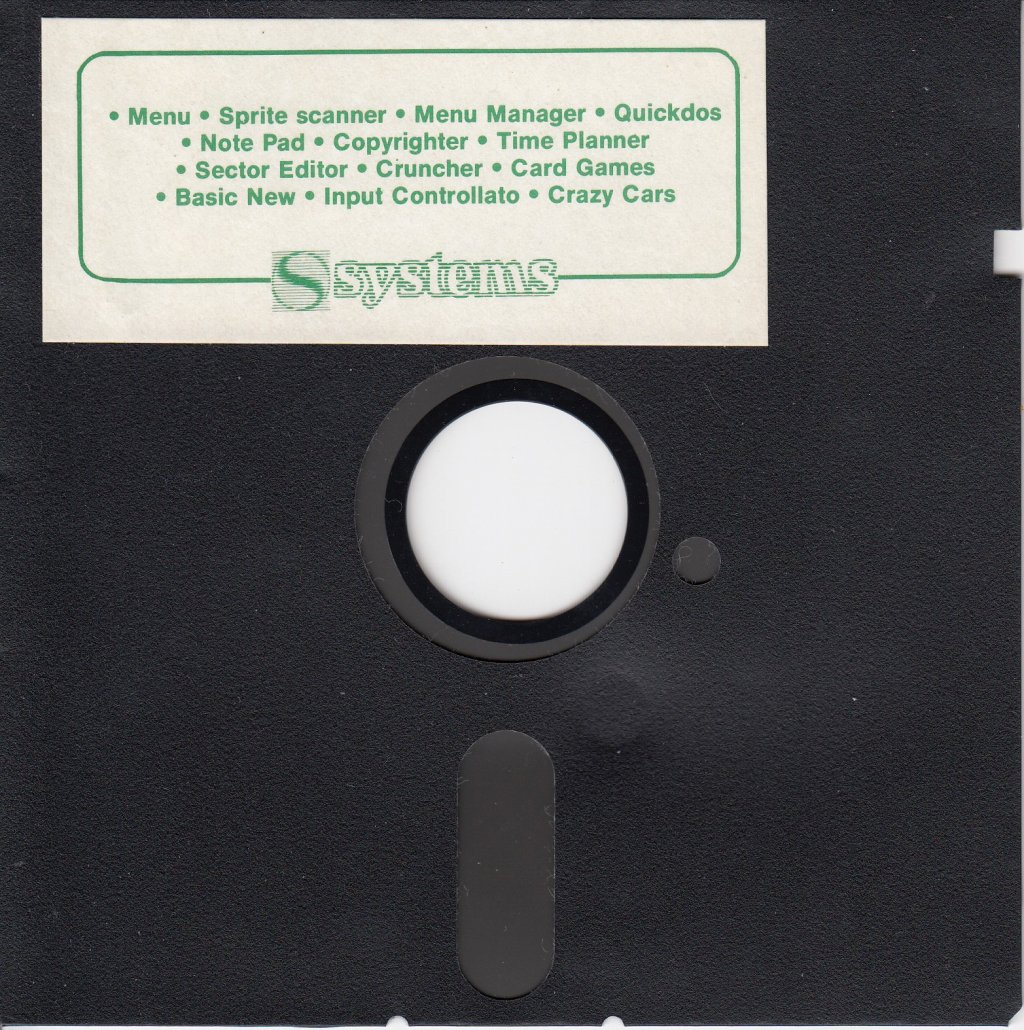 • Menu • Sprite scanner • Menu Manager • Quickdos
• Note Pad • Copyrighter • Time Planner
• Sector Editor • Cruncher • Card Games
• Basic New • Input Controllato • Crazy Cars
S systems